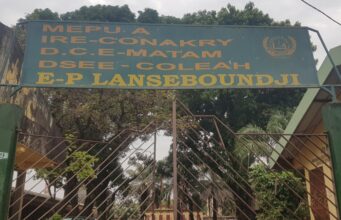 MEPU.A
IRE-CONAKRY
D.C.E-MATAM
DSEE-COLEAH
E-P LANSEBOUNDJI